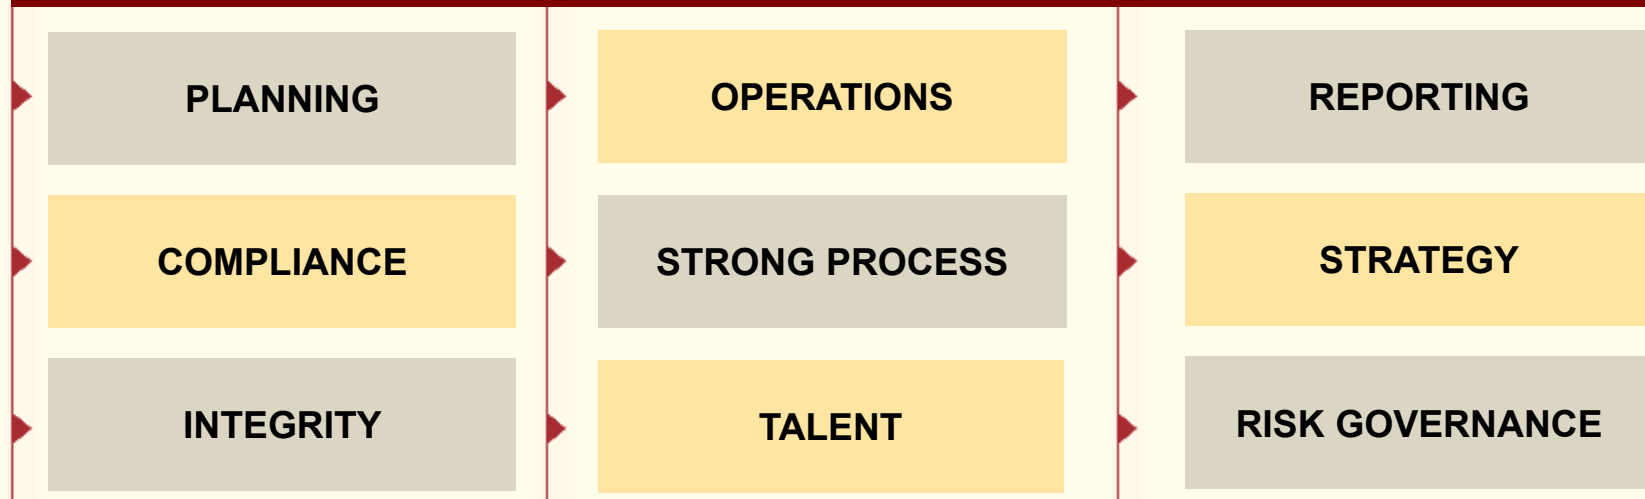 PLANNING
OPERATIONS
REPORTING
COMPLIANCE
STRONG PROCESS
STRATEGY
INTEGRITY
TALENT
RISK GOVERNANCE